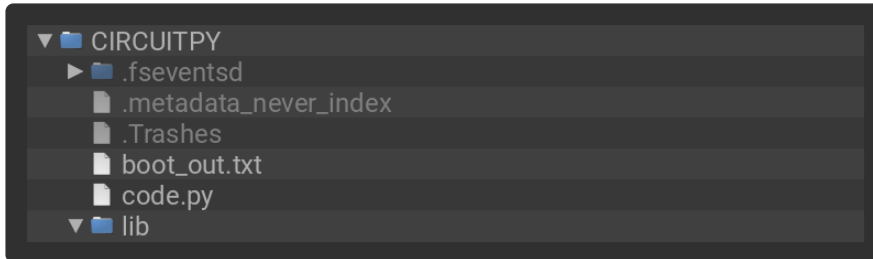 CIRCUITPY
.fseventsd
.metadata_never_index
.Trashes
boot_out.txt
code.py
lib